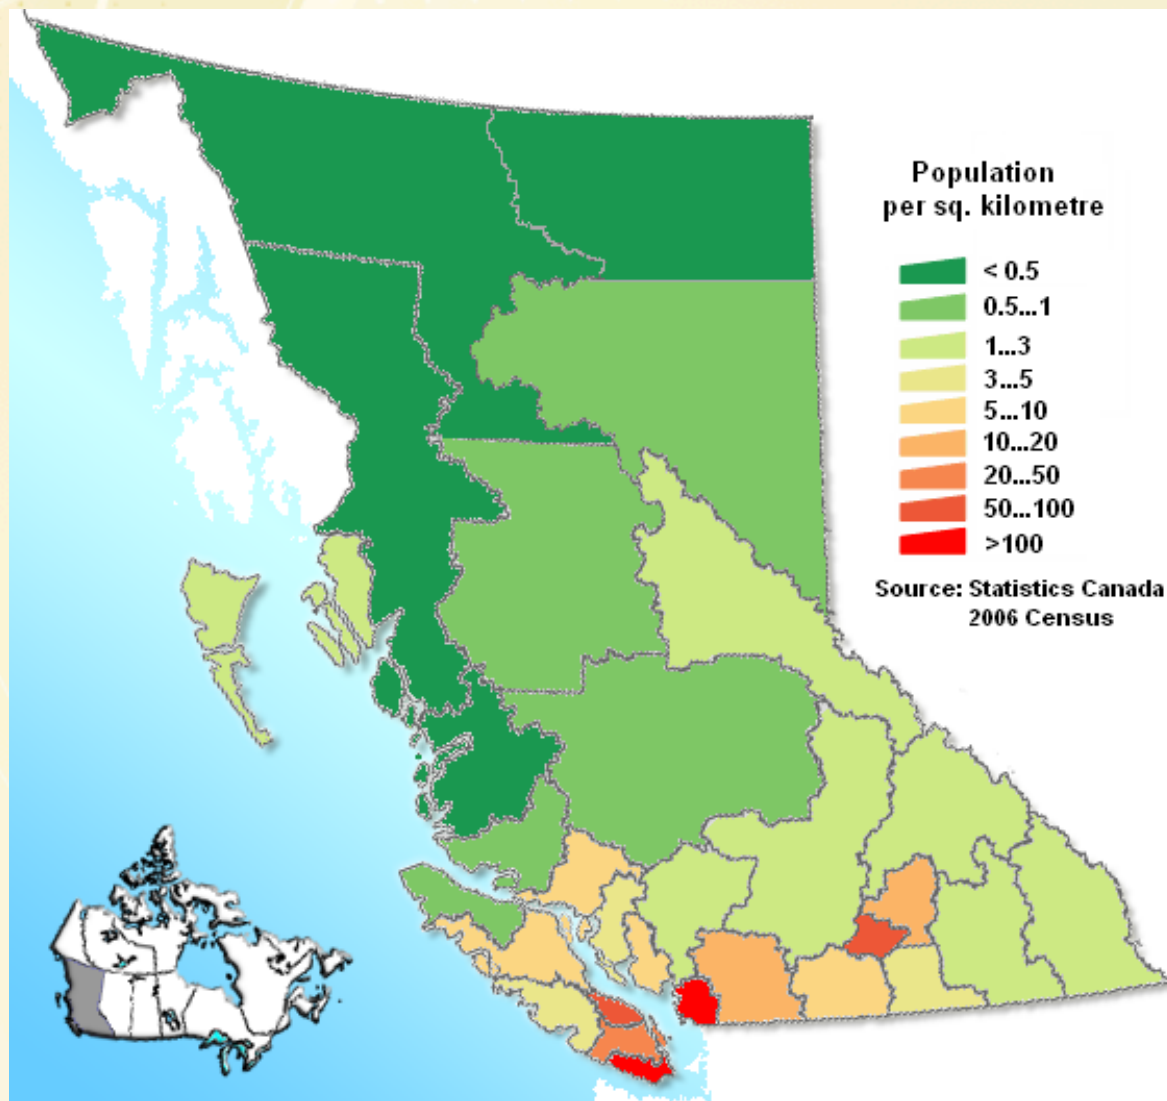 Population
per sq. kilometre
< 0.5
0.5...1
1...3
3...5
5...10
10...20
20...50
50...100
>100
Source: Statistics Canada
2006 Census